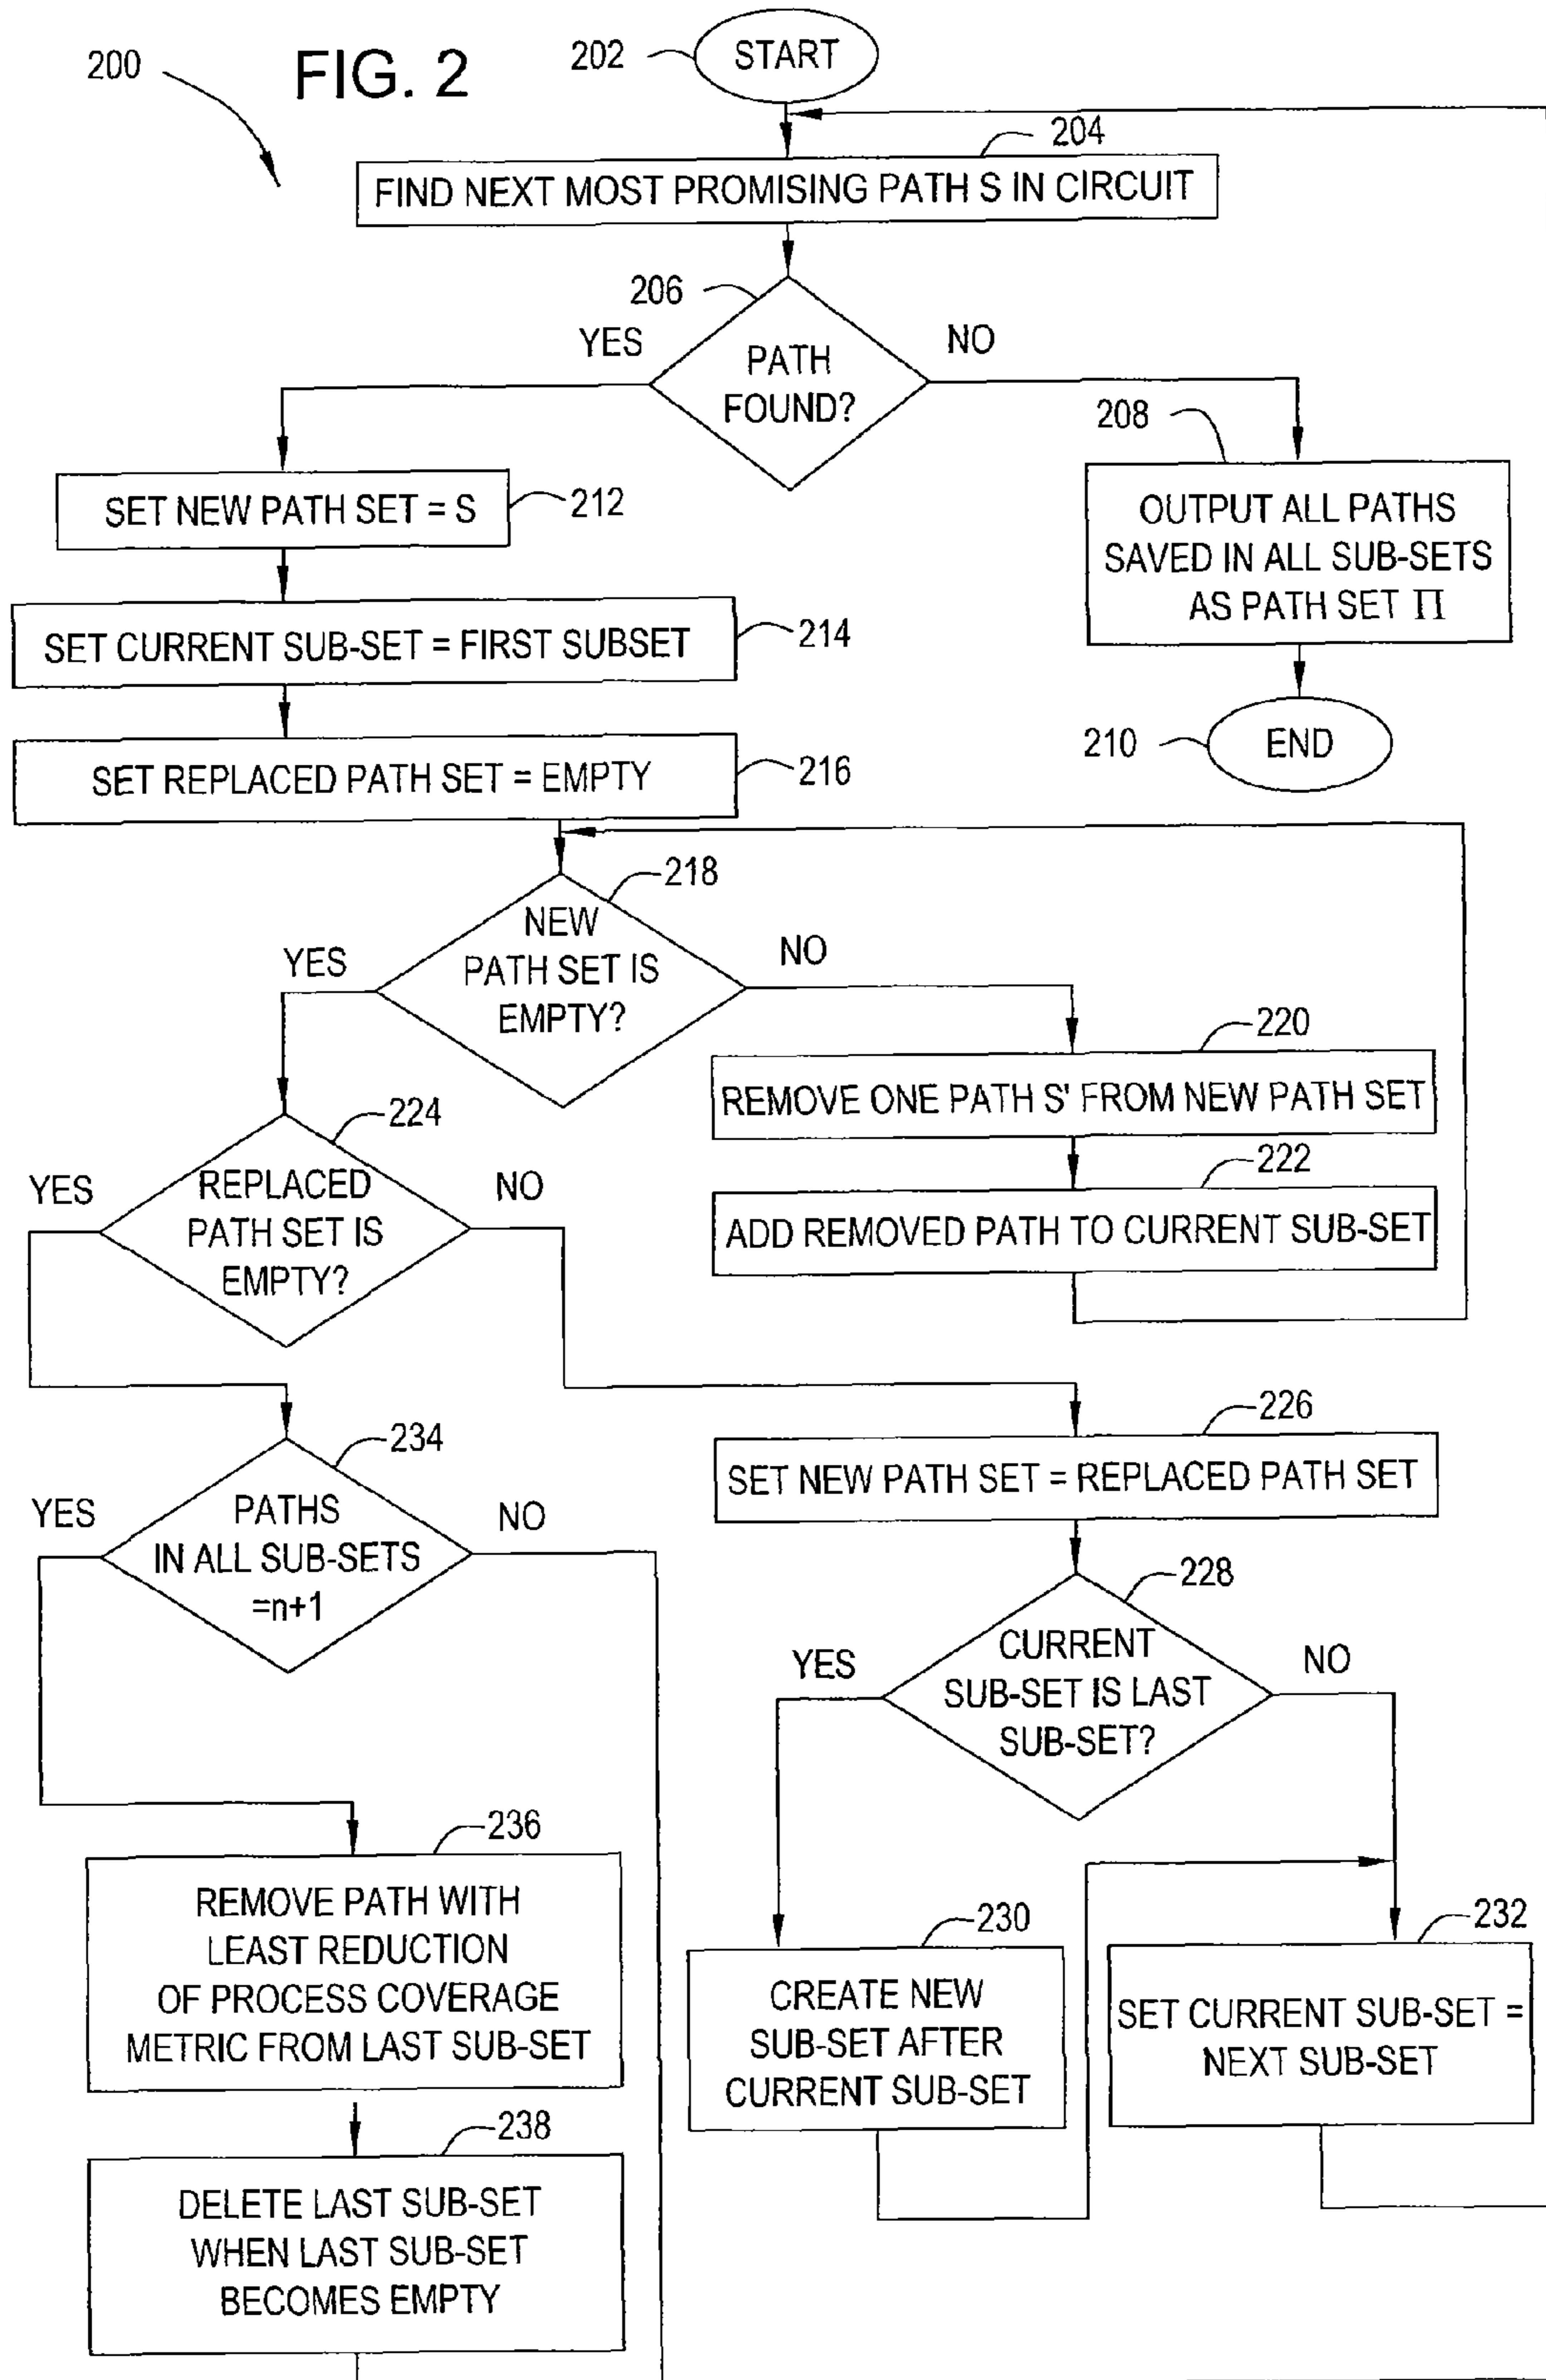 200
FIG. 2
202
START
204
FIND NEXT MOST PROMISING PATH S IN CIRCUIT
206
YES
NO
PATH
FOUND?
208
SET NEW PATH SET = S
212
OUTPUT ALL PATHS
SAVED IN ALL SUB-SETS
AS PATH SET Π
SET CURRENT SUB-SET = FIRST SUBSET
214
210
END
SET REPLACED PATH SET = EMPTY
216
218
NEW
PATH SET IS
EMPTY?
YES
NO
220
REMOVE ONE PATH S' FROM NEW PATH SET
224
222
YES
REPLACED
PATH SET IS
EMPTY?
NO
ADD REMOVED PATH TO CURRENT SUB-SET
226
234
SET NEW PATH SET = REPLACED PATH SET
YES
PATHS
IN ALL SUB-SETS
=n+1
NO
228
CURRENT
SUB-SET IS LAST
SUB-SET?
YES
NO
236
REMOVE PATH WITH
LEAST REDUCTION
OF PROCESS COVERAGE
METRIC FROM LAST SUB-SET
230
CREATE NEW
SUB-SET AFTER
CURRENT SUB-SET
232
SET CURRENT SUB-SET =
NEXT SUB-SET
238
DELETE LAST SUB-SET
WHEN LAST SUB-SET
BECOMES EMPTY